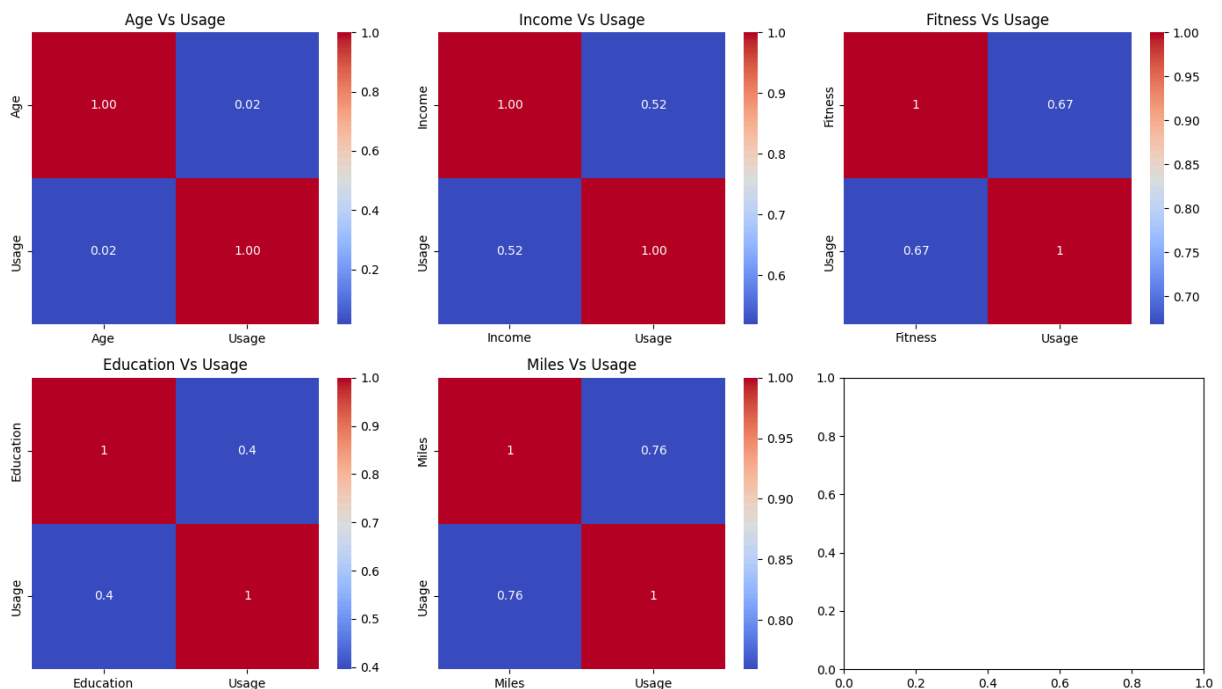 Age Vs Usage
Age
Usage
1.00
0.02
0.02
1.00
Age
Usage
1.0
0.8
0.6
0.4
0.2
Income Vs Usage
Income
Usage
1.00
0.52
0.52
1.00
Income
Usage
1.0
0.9
0.8
0.7
0.6
Fitness Vs Usage
Fitness
Usage
1
0.67
0.67
1
Fitness
Usage
1.00
0.95
0.90
0.85
0.80
0.75
0.70
Education Vs Usage
Education
Usage
1
0.4
0.4
1
Education
Usage
1.0
0.9
0.8
0.7
0.6
0.5
0.4
Miles Vs Usage
Miles
Usage
1
0.76
0.76
1
Miles
Usage
1.00
0.95
0.90
0.85
0.80
1.0
0.8
0.6
0.4
0.2
0.0
0.0
0.2
0.4
0.6
0.8
1.0